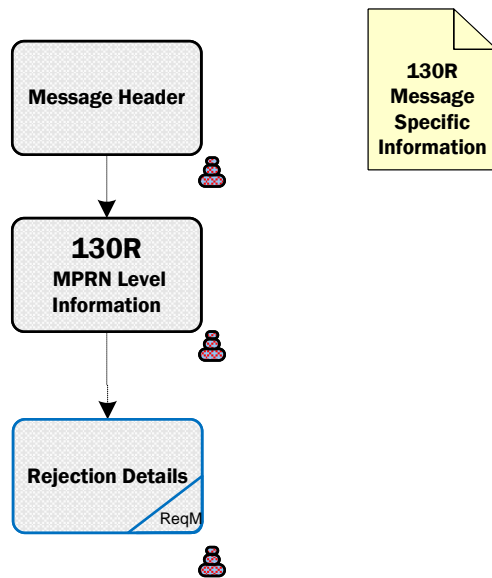 Message Header
130R
Message
Specific
Information
130R
MPRN Level
Information
Rejection Details
ReqM